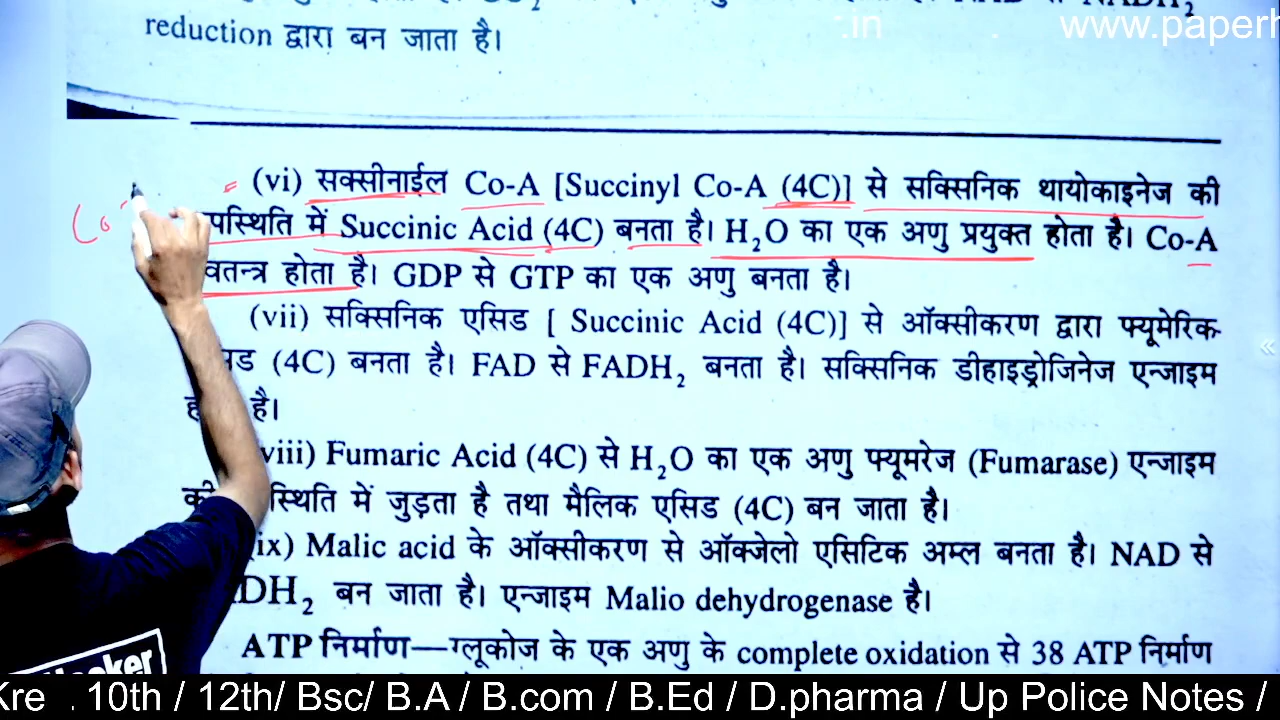 .in . www.paperh
reduction द्वारा बन जाता है।
(vi) सक्सीनाईल Co-A [Succinyl Co-A (4C)] से सक्सिनिक थायोकाइनेज की
पस्थिति में Succinic Acid (4C) बनता है। H₂O का एक अणु प्रयुक्त होता है। Co-A
वतन्त्र होता है। GDP से GTP का एक अणु बनता है।
Co-
(vii) सक्सिनिक एसिड [ Succinic Acid (4C)] से ऑक्सीकरण द्वारा फ्यूमेरिक-
सिड (4C) बनता है। FAD से FADH₂ बनता है। सक्सिनिक डीहाइड्रोजिनेज एन्जाइम
है।
viii) Fumaric Acid (4C) से H₂O का एक अणु फ्यूमरेज (Fumarase) एन्जाइम
की स्थिति में जुड़ता है तथा मैलिक एसिड (4C) बन जाता है।
(ix) Malic acid के ऑक्सीकरण से ऑक्जेलो एसिटिक अम्ल बनता है। NAD से
DH₂ बन जाता है। एन्जाइम Malio dehydrogenase है।
ATP निर्माण—ग्लूकोज के एक अणु के complete oxidation से 38 ATP निर्माण
Kre . 10th / 12th/ Bsc/ B.A / B.com / B.Ed / D.pharma / Up Police Notes /